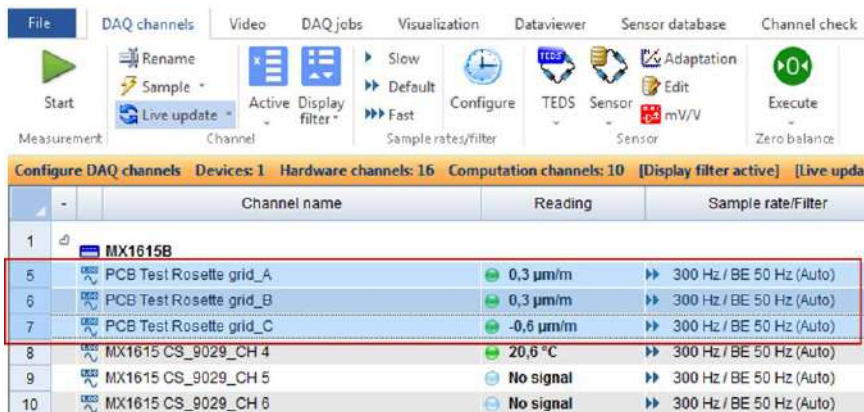 File DAQ channels Video DAQ jobs Visualization Dataviewer Sensor database Channel check
Rename Slow Adaptation
Sample Default Edit
Start Live update Active Display filter Fast Configure TEDS Sensor mV/V Execute
Measurement Channel Sample rates/filter Sensor Zero balance
Configure DAQ channels Devices: 1 Hardware channels: 16 Computation channels: 10 [Display filter active] [Live upda
- Channel name Reading Sample rate/Filter
1 MX1615B
5 PCB Test Rosette grid_A 0,3 µm/m 300 Hz / BE 50 Hz (Auto)
6 PCB Test Rosette grid_B 0,3 µm/m 300 Hz / BE 50 Hz (Auto)
7 PCB Test Rosette grid_C -0,6 µm/m 300 Hz / BE 50 Hz (Auto)
8 MX1615 CS_9029_CH 4 20,6 °C 300 Hz / BE 50 Hz (Auto)
9 MX1615 CS_9029_CH 5 No signal 300 Hz / BE 50 Hz (Auto)
10 MX1615 CS_9029_CH 6 No signal 300 Hz / BE 50 Hz (Auto)